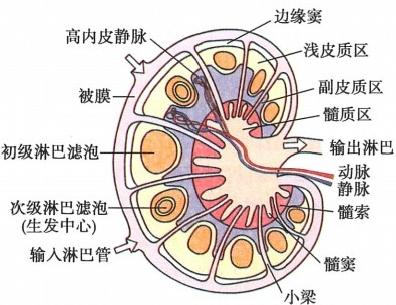 边缘窦
高内皮静脉
浅皮质区
副皮质区
被膜
髓质区
初级淋巴滤泡
输出淋巴
动脉
静脉
次级淋巴滤泡
(生发中心)
髓索
输入淋巴管
髓窦
小梁